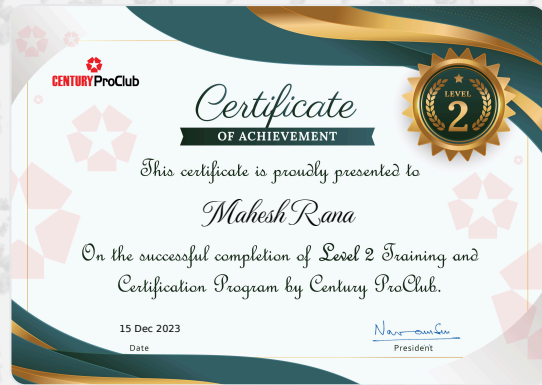 CENTURY ProClub
Certificate
LEVEL
2
OF ACHIEVEMENT
This certificate is proudly presented to
Mahesh Rana
On the successful completion of Level 2 Training and
Certification Program by Century ProClub.
15 Dec 2023
Date
President